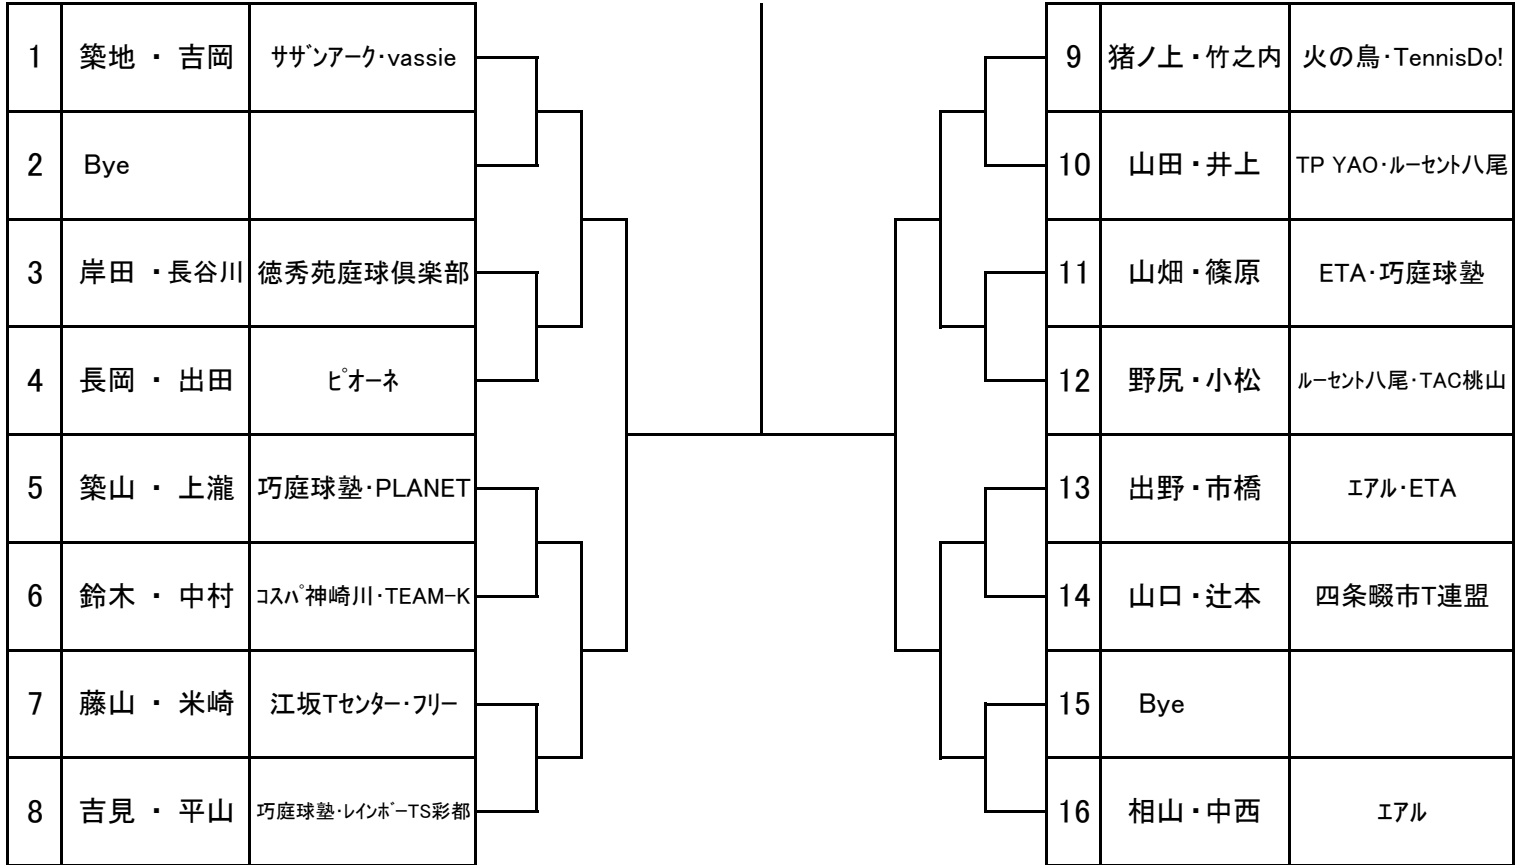 1 築地 ・ 吉岡 ｻｻﾞﾝアーク・vassie
2 Bye
3 岸田 ・長谷川 徳秀苑庭球倶楽部
4 長岡 ・ 出田 ﾋﾟオーネ
5 築山 ・ 上瀧 巧庭球塾・PLANET
6 鈴木 ・ 中村 ｺｽﾊﾟ神崎川・TEAM-K
7 藤山 ・ 米崎 江坂Tセンター・フリー
8 吉見 ・ 平山 巧庭球塾・ﾚｲﾝﾎﾞｰTS彩都
9 猪ノ上・竹之内 火の鳥・TennisDo!
10 山田・井上 TP YAO・ルーセント八尾
11 山畑・篠原 ETA・巧庭球塾
12 野尻・小松 ルーセント八尾・TAC桃山
13 出野・市橋 エアル・ETA
14 山口・辻本 四条畷市T連盟
15 Bye
16 相山・中西 エアル